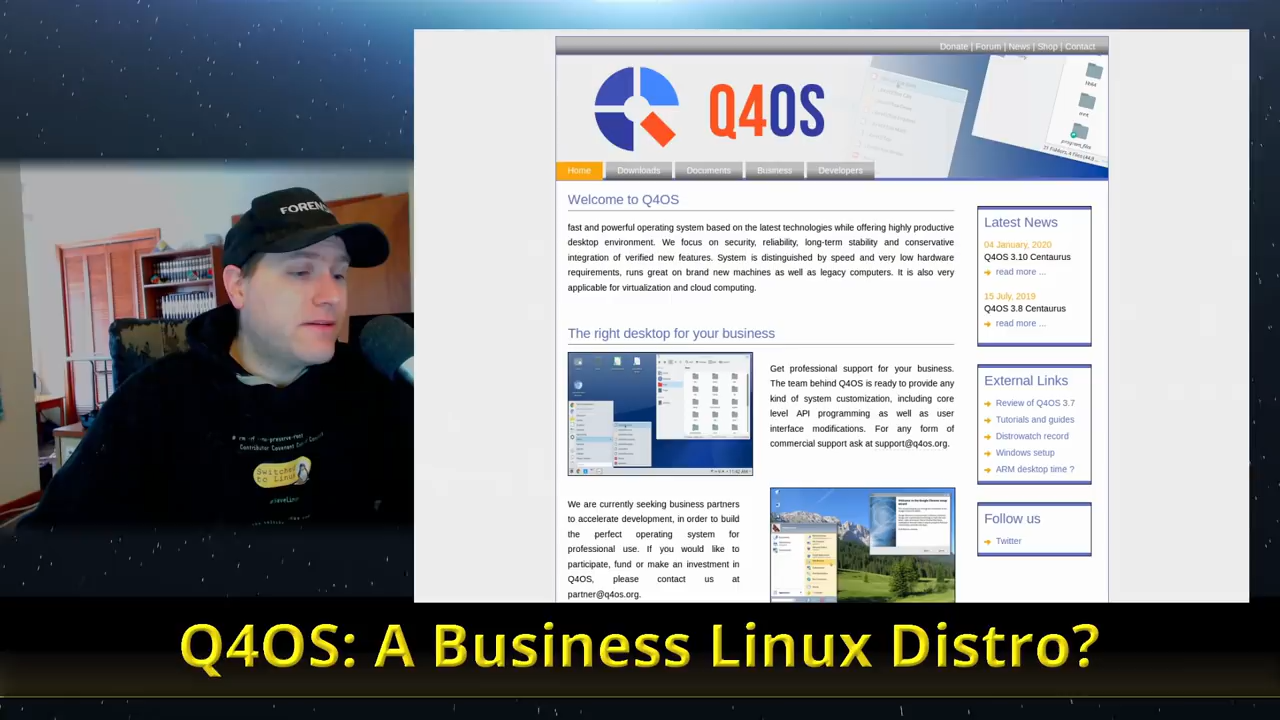 Donate | Forum | News | Shop | Contact
Q4OS
Home
Downloads
Documents
Business
Developers
Welcome to Q4OS
fast and powerful operating system based on the latest technologies while offering highly productive
desktop environment. We focus on security, reliability, long-term stability and conservative
integration of verified new features. System is distinguished by speed and very low hardware
requirements, runs great on brand new machines as well as legacy computers. It is also very
applicable for virtualization and cloud computing.
The right desktop for your business
Get professional support for your business.
The team behind Q4OS is ready to provide any
kind of system customization, including core
level API programming as well as user
interface modifications. For any form of
commercial support ask at support@q4os.org.
We are currently seeking business partners
to accelerate development, in order to build
the perfect operating system for
professional use. If you would like to
participate, fund or make an investment in
Q4OS, please contact us at
partner@q4os.org.
Latest News
04 January, 2020
Q4OS 3.10 Centaurus
read more ...
15 July, 2019
Q4OS 3.8 Centaurus
read more ...
External Links
Review of Q4OS 3.7
Tutorials and guides
Distrowatch record
Windows setup
ARM desktop time ?
Follow us
Twitter
FOREN
Contributor Covenant
Switched
to Linux
Q4OS: A Business Linux Distro?